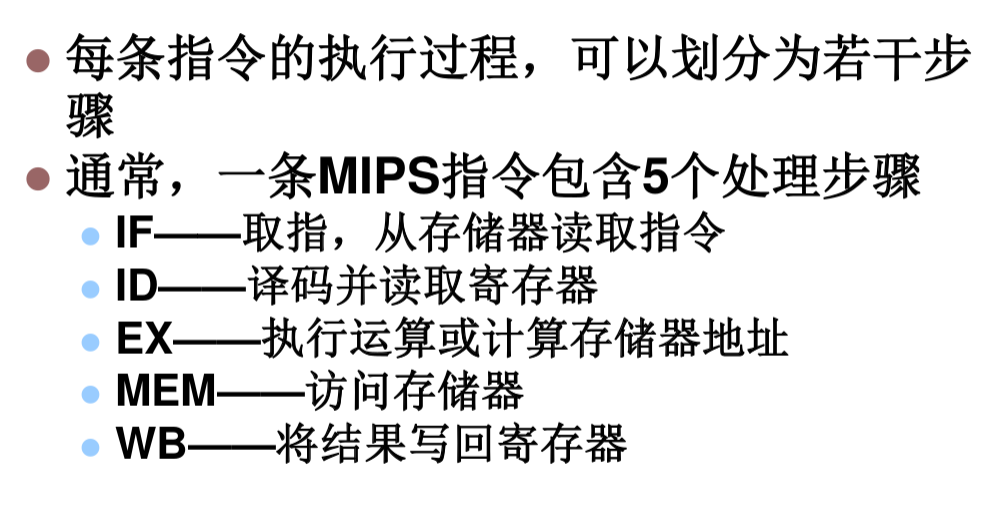 每条指令的执行过程，可以划分为若干步
骤
通常，一条MIPS指令包含5个处理步骤
IF——取指，从存储器读取指令
ID——译码并读取寄存器
EX——执行运算或计算存储器地址
MEM——访问存储器
WB——将结果写回寄存器